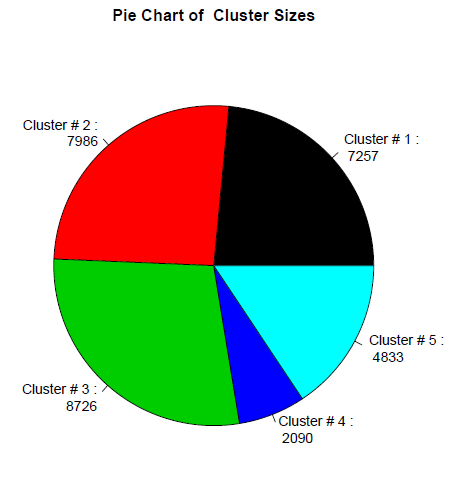 Pie Chart of  Cluster Sizes
Cluster # 2 :
7986
Cluster # 1 :
7257
Cluster # 5 :
4833
Cluster # 3 :
8726
Cluster # 4 :
2090